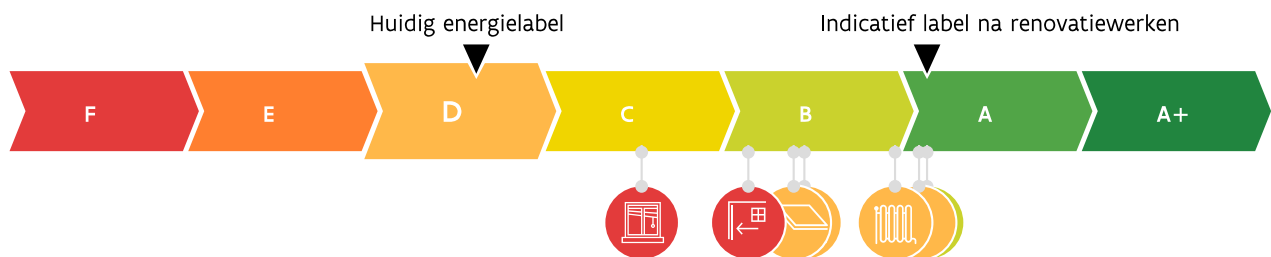 Huidig energielabel
Indicatief label na renovatiewerken
F E D C B A A+